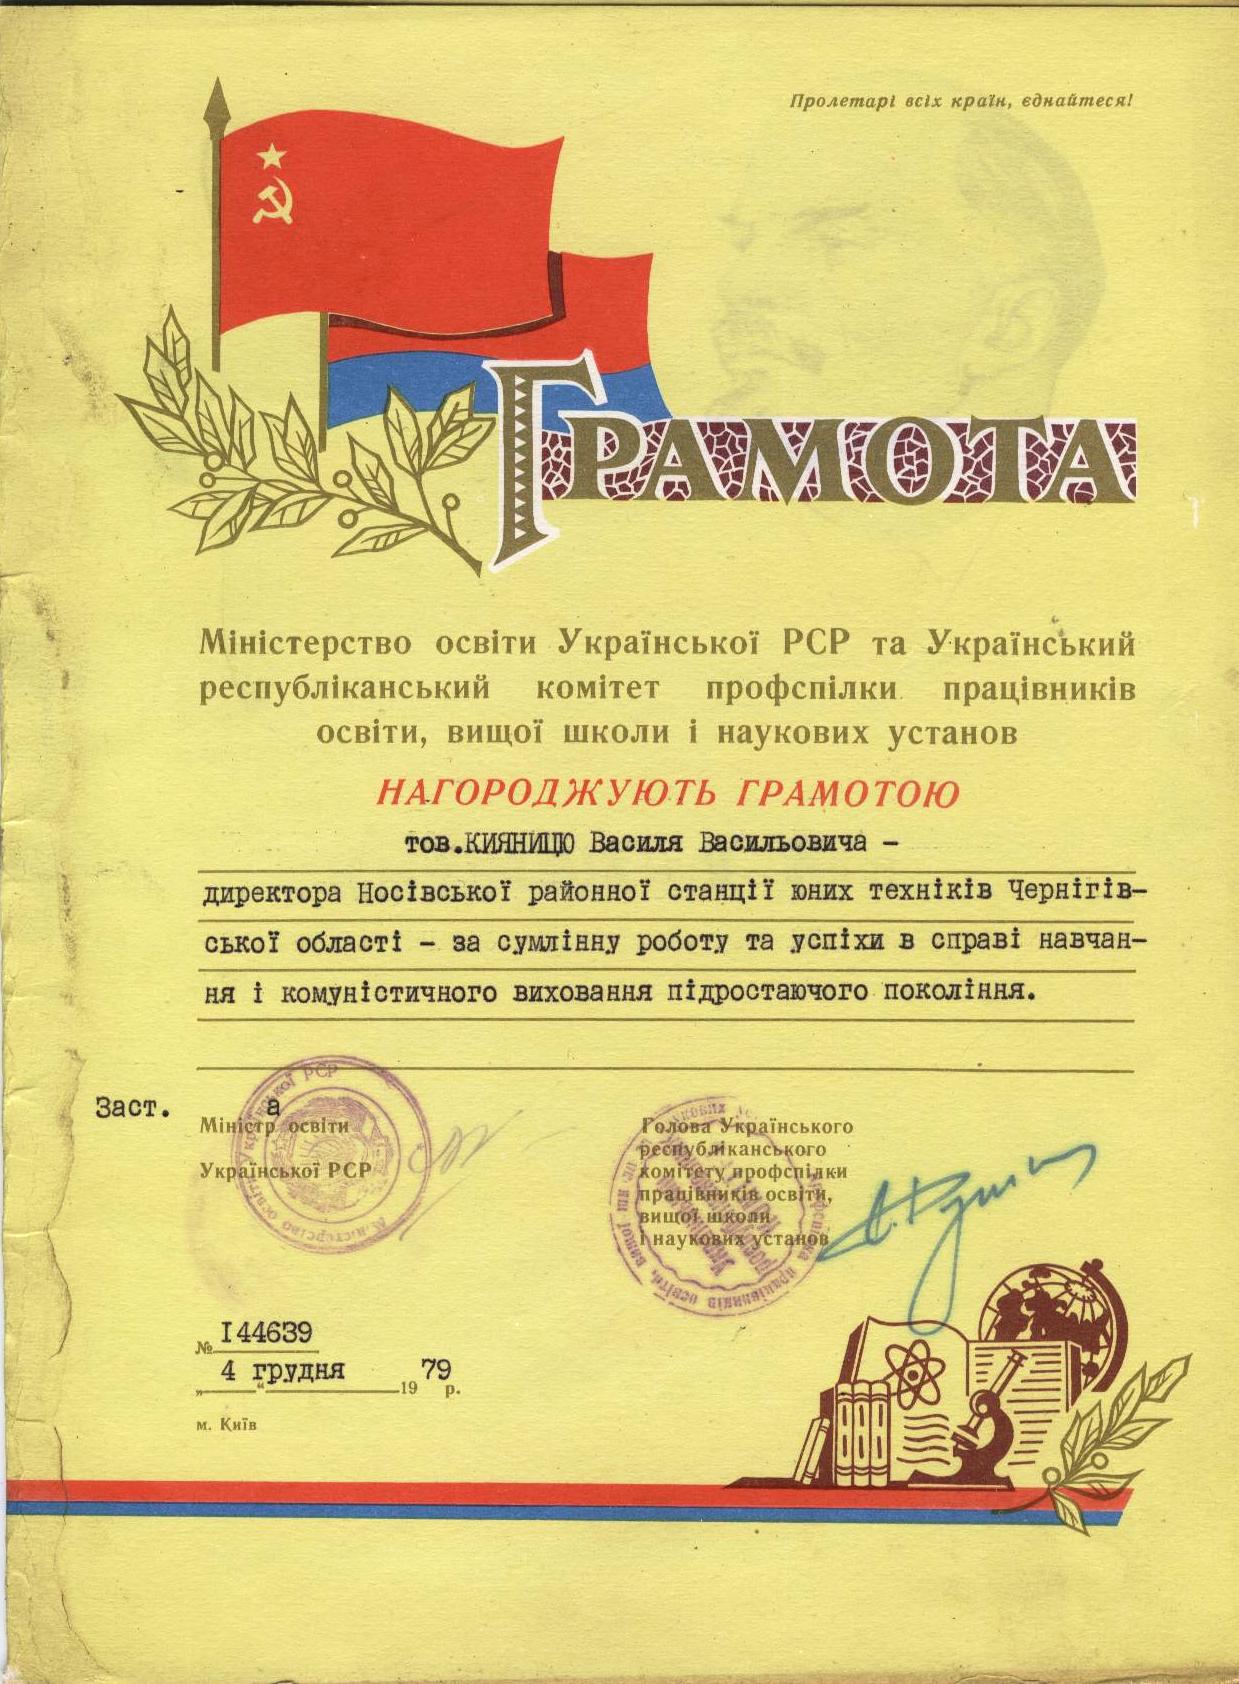 Пролетарі всіх країн, єднайтеся!
ГРАМОТА
Міністерство освіти Української РСР та Український
республіканський комітет профспілки працівників
освіти, вищої школи і наукових установ
НАГОРОДЖУЮТЬ ГРАМОТОЮ
тов.КИЯНИЦЮ Василя Васильовича –
директора Носівської районної станції юних техніків Чернігів-
ської області – за сумлінну роботу та успіхи в справі навчан-
ня і комуністичного виховання підростаючого покоління.
Заст. Міністра освіти
Української РСР
Голова Українського
республіканського
комітету профспілки
працівників освіти,
вищої школи
і наукових установ
№ I44639
„ 4 “ грудня 19 79 р.
м. Київ